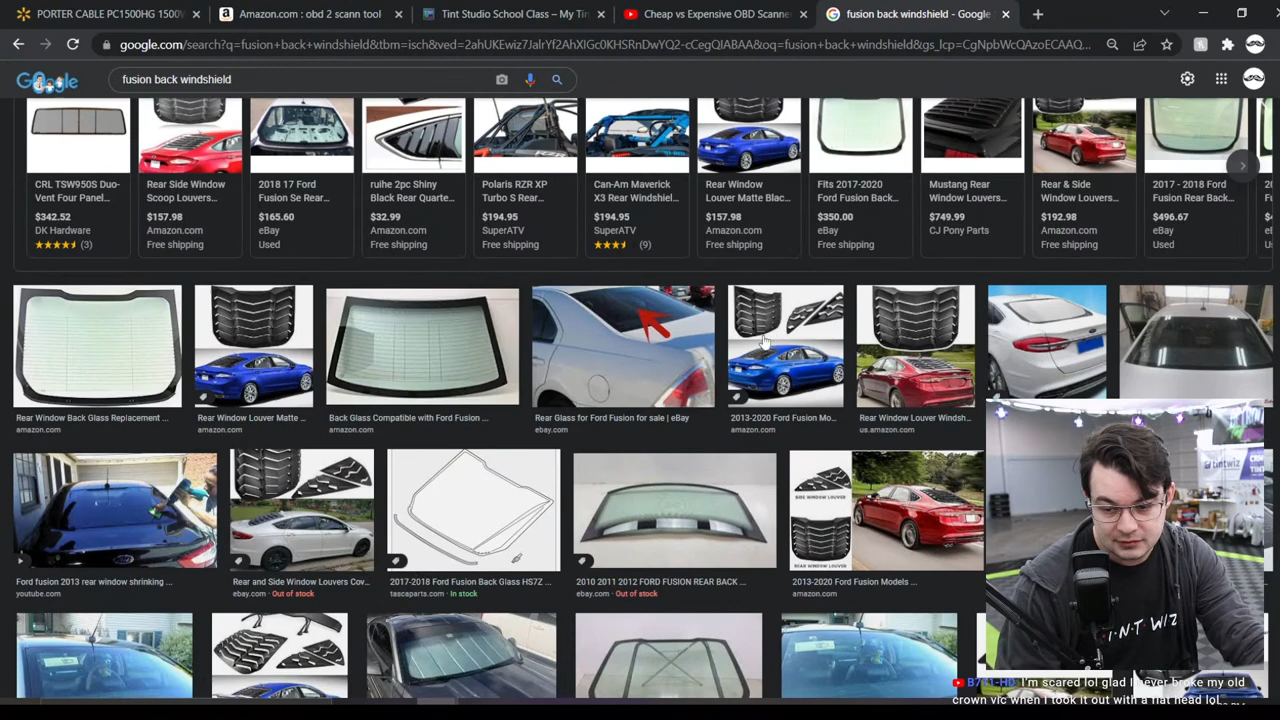 PORTER CABLE PC1500HG 1500V
Amazon.com : obd 2 scann tool
Tint Studio School Class – My Tin
Cheap vs Expensive OBD Scanne
fusion back windshield - Google
google.com/search?q=fusion+back+windshield&tbm=isch&ved=2ahUKEwiz7JalrYf2AhXIGc0KHSRnDwYQ2-cCegQIABAA&oq=fusion+back+windshield&gs_lcp=CgNpbWcQAzoECAAQ...
fusion back windshield
CRL TSW950S Duo-
Vent Four Panel...
$342.52
DK Hardware
(3)
Rear Side Window
Scoop Louvers...
$157.98
Amazon.com
Free shipping
2018 17 Ford
Fusion Se Rear...
$165.60
eBay
Used
ruihe 2pc Shiny
Black Rear Quarte...
$32.99
Amazon.com
Free shipping
Polaris RZR XP
Turbo S Rear...
$194.95
SuperATV
Free shipping
Can-Am Maverick
X3 Rear Windshiel...
$194.95
SuperATV
(9)
Rear Window
Louver Matte Blac...
$157.98
Amazon.com
Free shipping
Fits 2017-2020
Ford Fusion Back...
$350.00
eBay
Free shipping
Mustang Rear
Window Louvers...
$749.99
CJ Pony Parts
Rear & Side
Window Louvers...
$192.98
Amazon.com
Free shipping
2017 - 2018 Ford
Fusion Rear Back...
$496.67
eBay
Used
Rear Window Back Glass Replacement ...
amazon.com
Rear Window Louver Matte ...
amazon.com
Back Glass Compatible with Ford Fusion ...
amazon.com
Rear Glass for Ford Fusion for sale | eBay
ebay.com
2013-2020 Ford Fusion Mo...
amazon.com
Rear Window Louver Windsh...
us.amazon.com
SIDE WINDOW LOUVER
REAR WINDOW LOUVER
Ford fusion 2013 rear window shrinking ...
youtube.com
Rear and Side Window Louvers Cov...
ebay.com · Out of stock
2017-2018 Ford Fusion Back Glass HS7Z ...
tascaparts.com · In stock
2010 2011 2012 FORD FUSION REAR BACK ...
ebay.com · Out of stock
2013-2020 Ford Fusion Models ...
amazon.com
tintwiz
TINT WIZ
I'm scared lol glad I never broke my old
crown vic when I took it out with a flat head lol